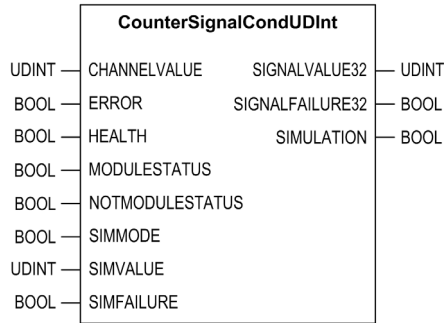 CounterSignalCondUDInt
UDINT CHANNELVALUE SIGNALVALUE32 UDINT
BOOL ERROR SIGNALFAILURE32 BOOL
BOOL HEALTH SIMULATION BOOL
BOOL MODULESTATUS
BOOL NOTMODULESTATUS
BOOL SIMMODE
UDINT SIMVALUE
BOOL SIMFAILURE